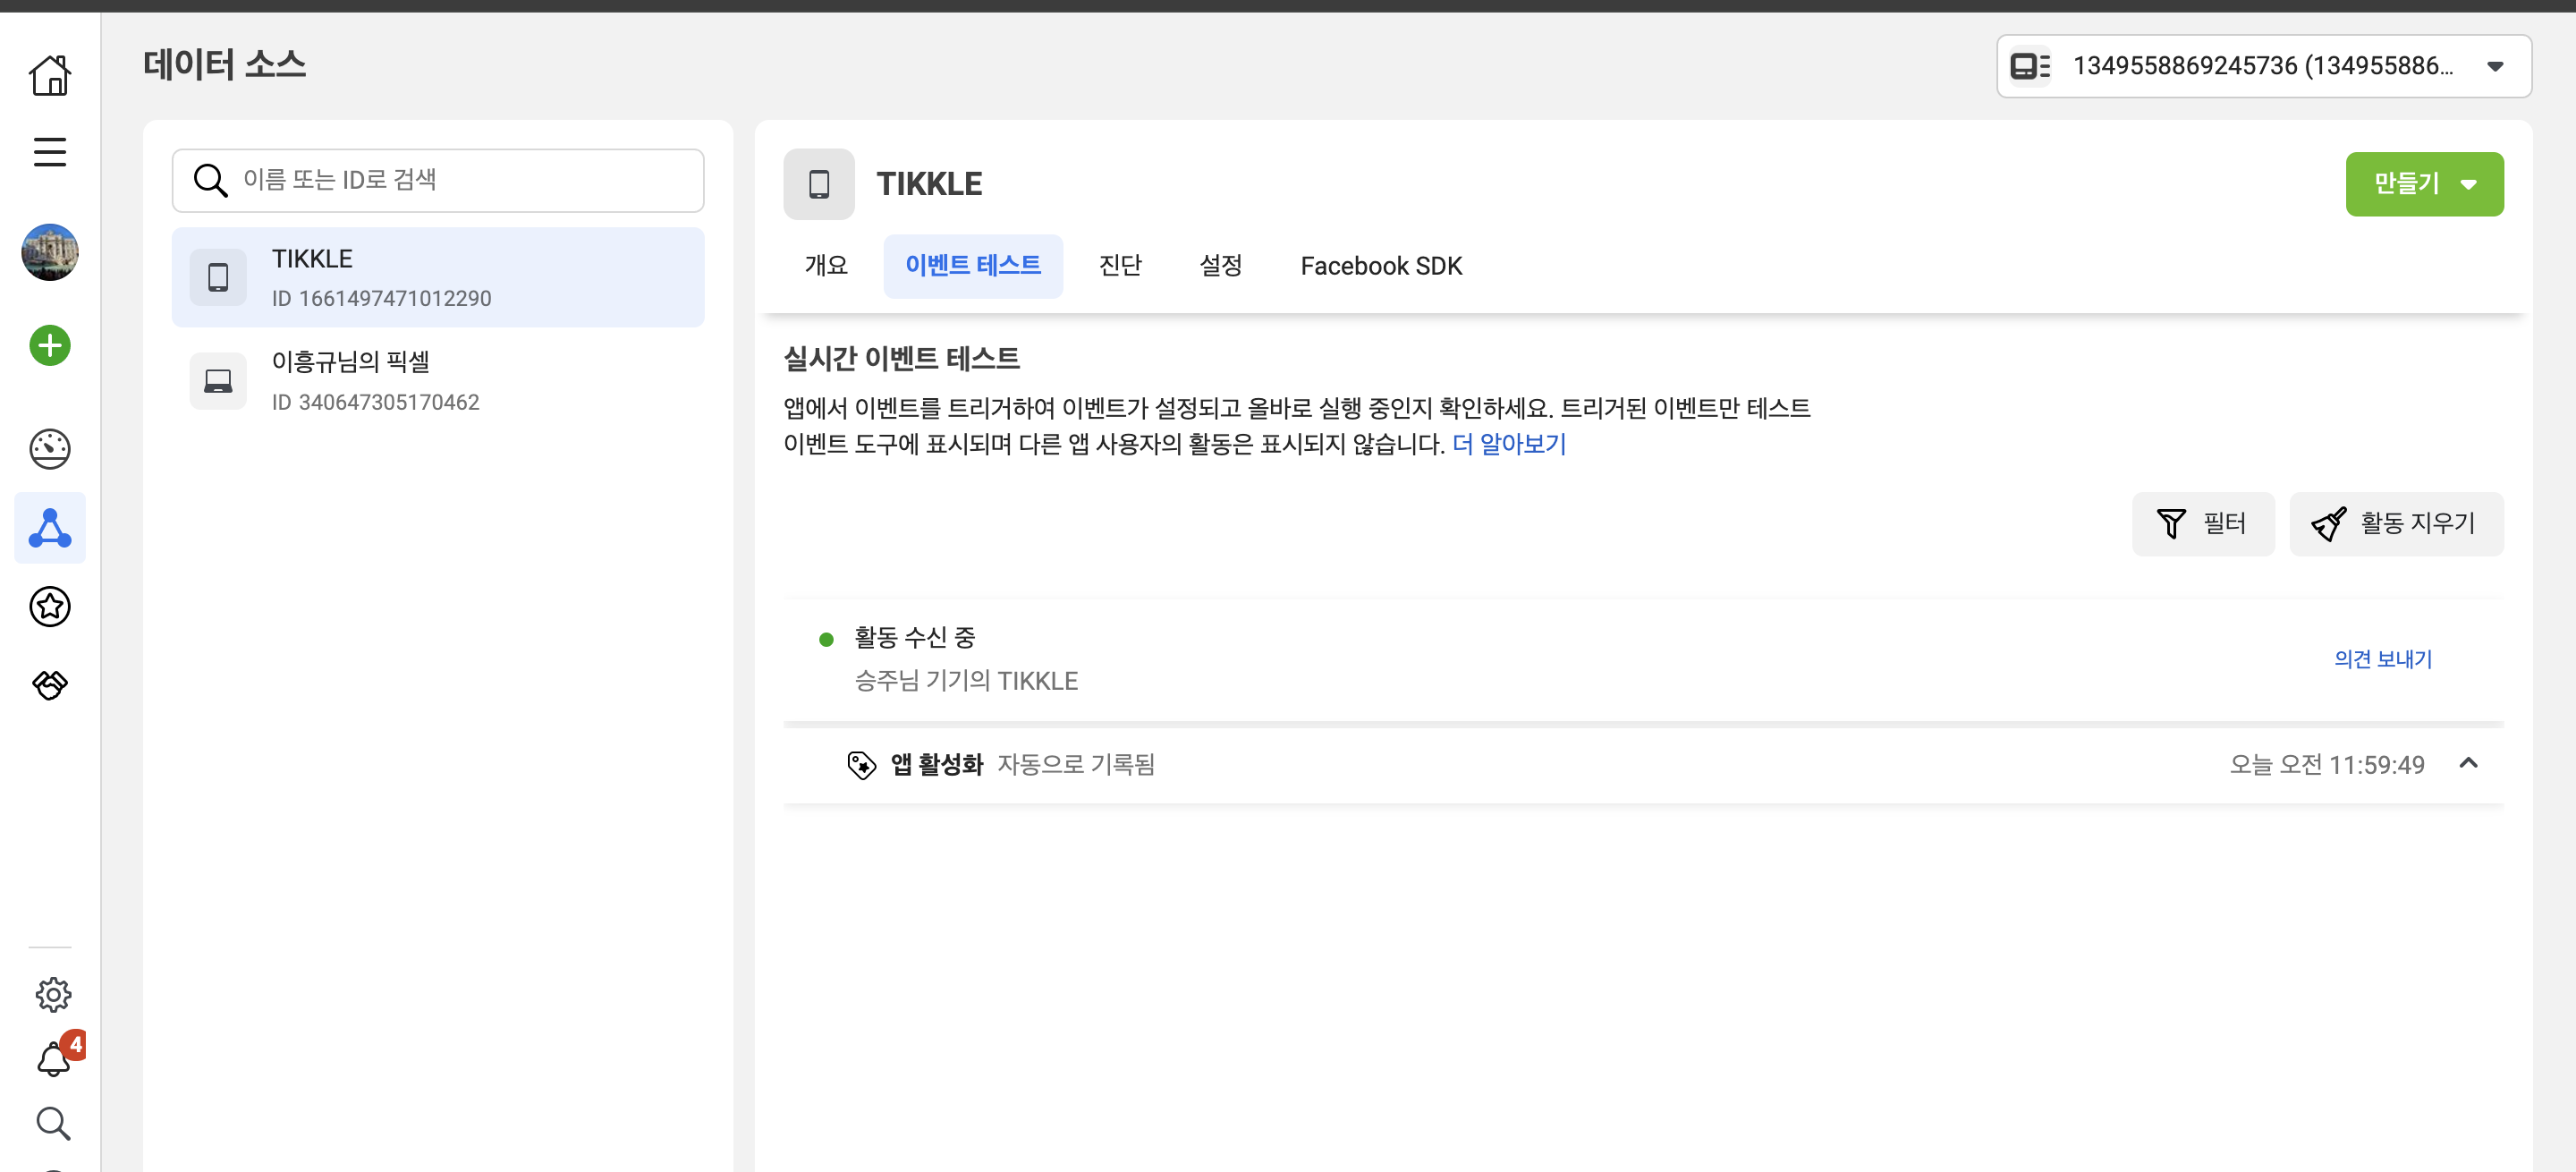 데이터 소스
1349558869245736 (134955886...
이름 또는 ID로 검색
TIKKLE
ID 1661497471012290
이흥규님의 픽셀
ID 340647305170462
TIKKLE
만들기
개요
이벤트 테스트
진단
설정
Facebook SDK
실시간 이벤트 테스트
앱에서 이벤트를 트리거하여 이벤트가 설정되고 올바로 실행 중인지 확인하세요. 트리거된 이벤트만 테스트
이벤트 도구에 표시되며 다른 앱 사용자의 활동은 표시되지 않습니다. 더 알아보기
필터
활동 지우기
활동 수신 중
승주님 기기의 TIKKLE
의견 보내기
앱 활성화 자동으로 기록됨
오늘 오전 11:59:49
4